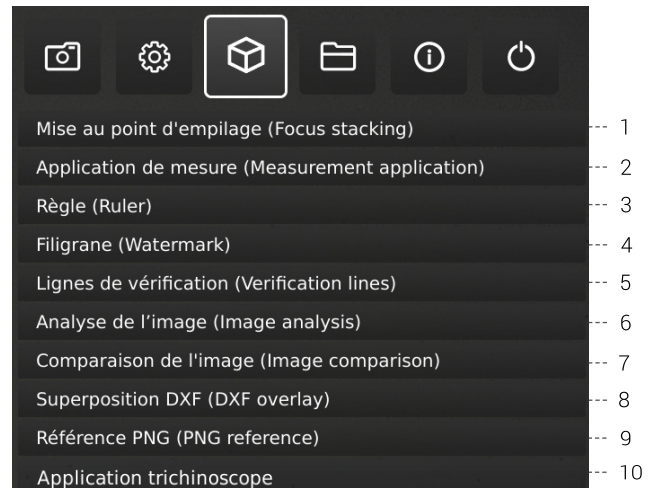 Mise au point d'empilage (Focus stacking) 1
Application de mesure (Measurement application) 2
Règle (Ruler) 3
Filigrane (Watermark) 4
Lignes de vérification (Verification lines) 5
Analyse de l’image (Image analysis) 6
Comparaison de l'image (Image comparison) 7
Superposition DXF (DXF overlay) 8
Référence PNG (PNG reference) 9
Application trichinoscope 10